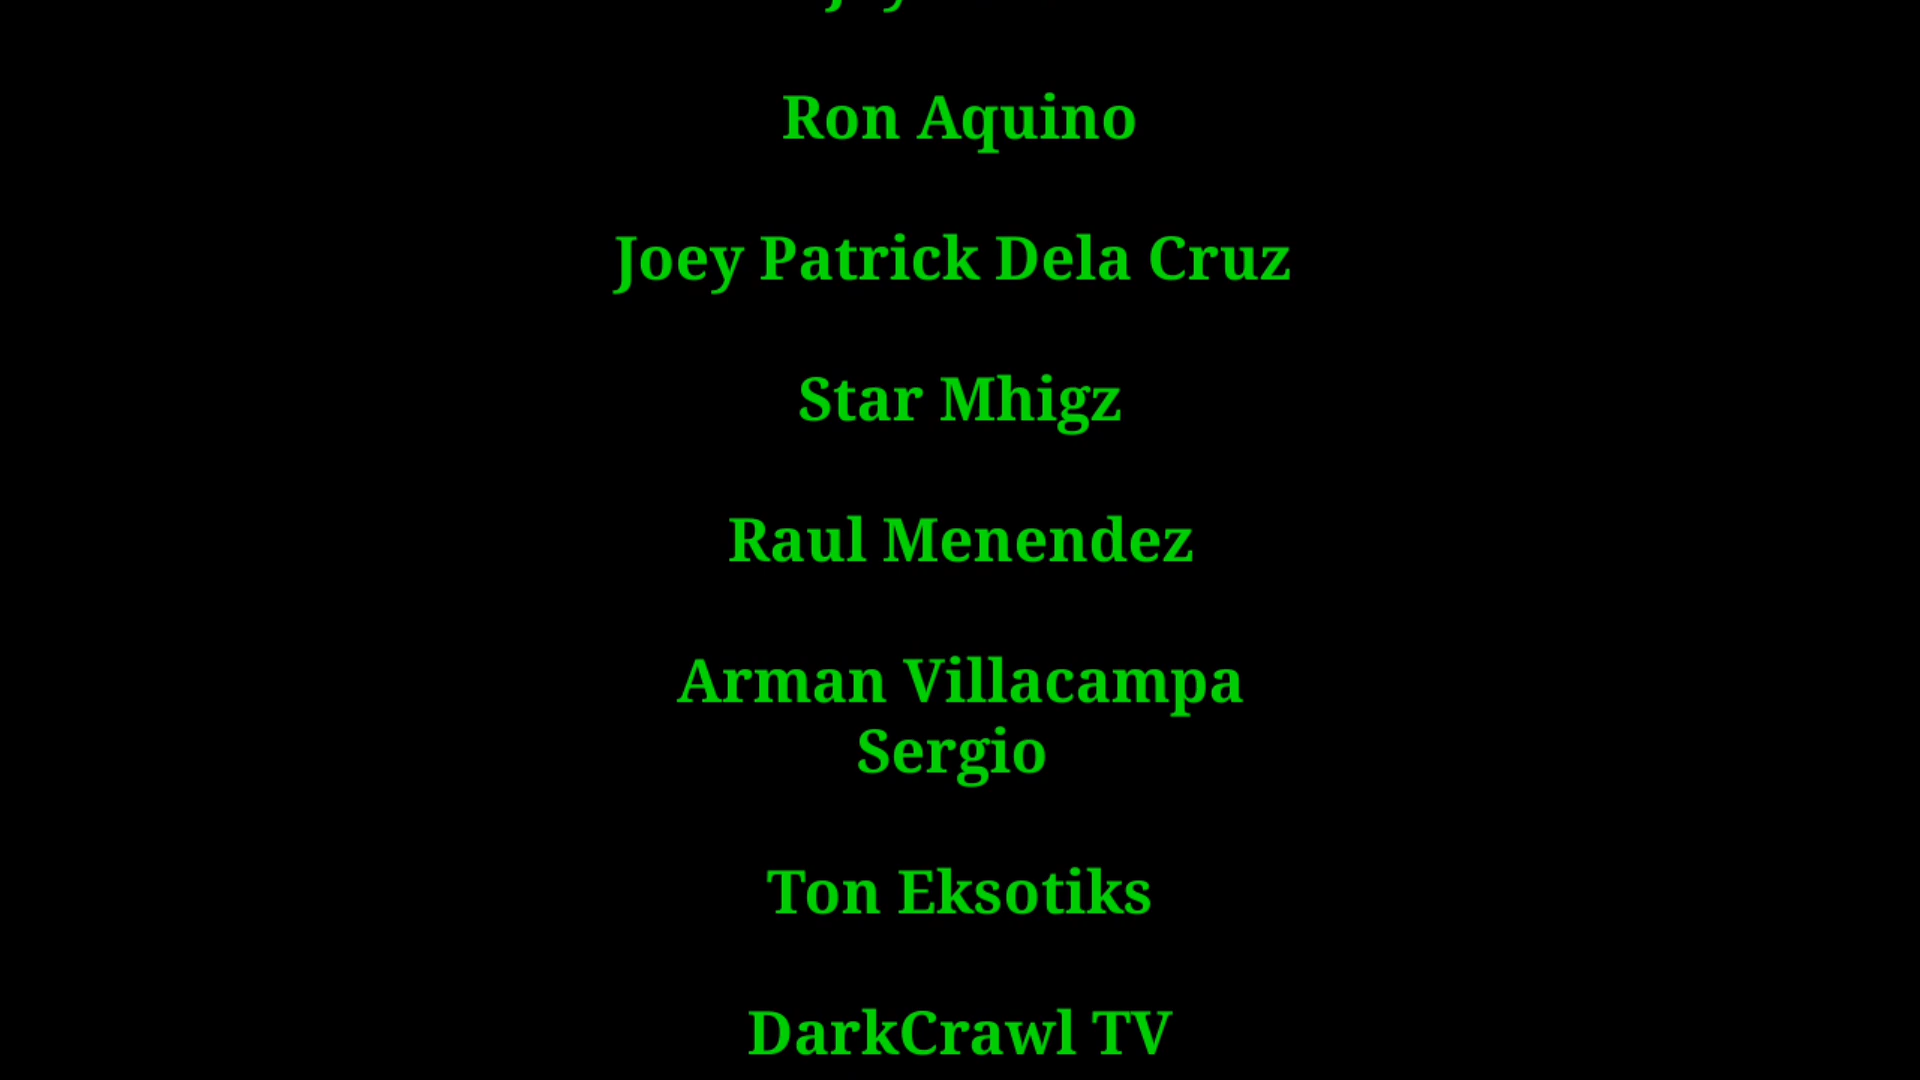 Ron Aquino
Joey Patrick Dela Cruz
Star Mhigz
Raul Menendez
Arman Villacampa
Sergio
Ton Eksotiks
DarkCrawl TV